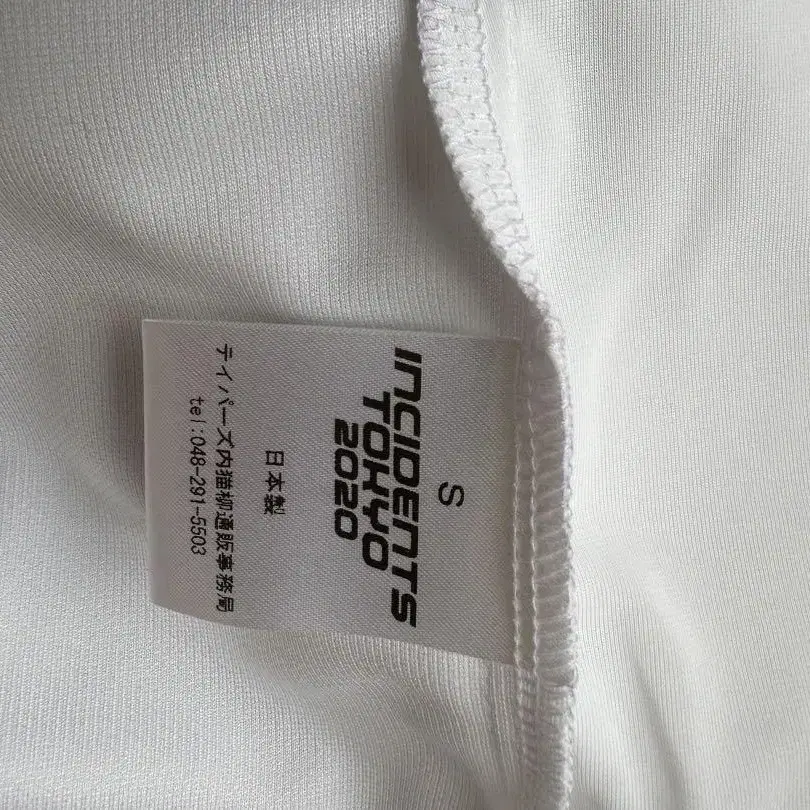 S
INCIDENTS
TOKYO
2020
日本製
テイパーズ内猫柳通販事務局
tel:048-291-5503